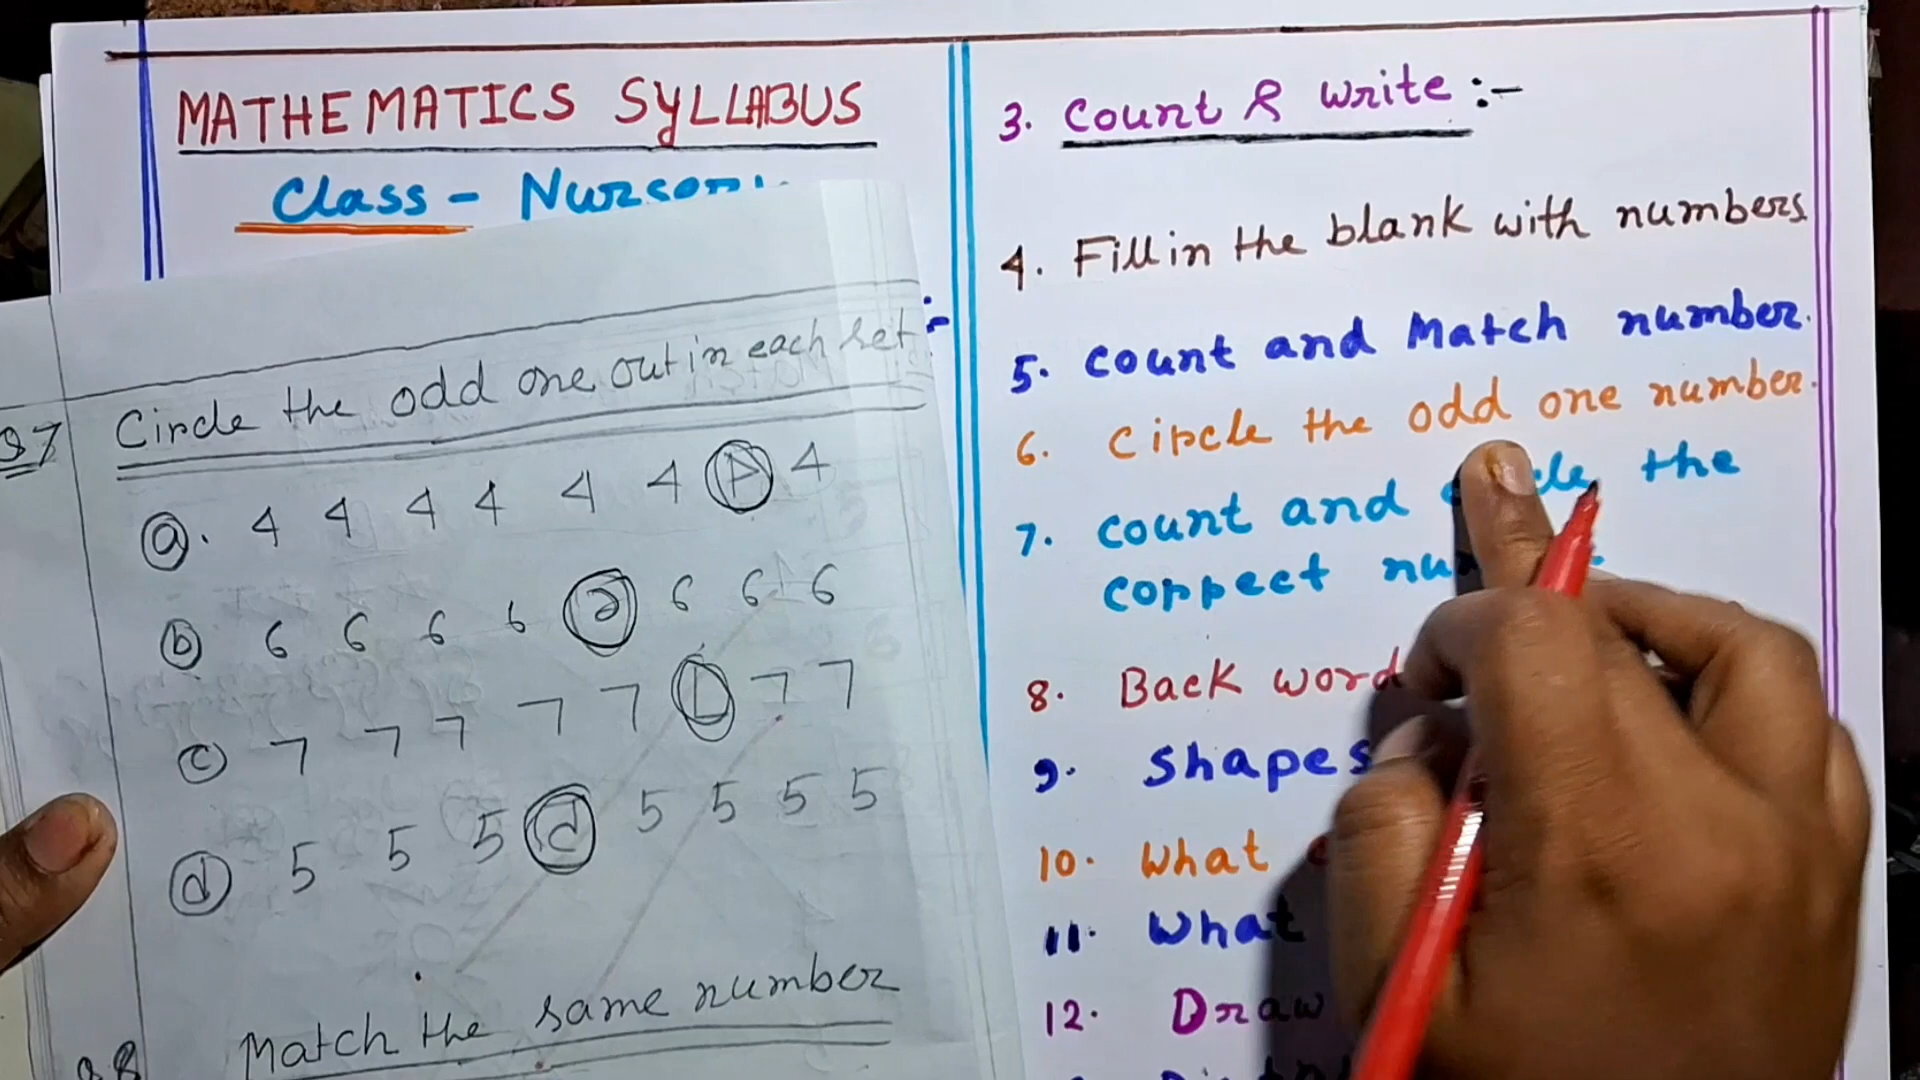 MATHEMATICS SYLLABUS
Class - Nursery
Q7 Circle the odd one out in each set:-
a. 4 4 4 4 4 4 A 4
b 6 6 6 6 a 6 6 6
c 7 7 7 7 7 L 7 7
d 5 5 5 d 5 5 5 5
Q8 Match the same number
3. Count & write :-
4. Fill in the blank with numbers
5. Count and Match number.
6. Circle the odd one number.
7. Count and circle the
correct
8. Back word
9. Shapes
10. What
11. What
12. Draw